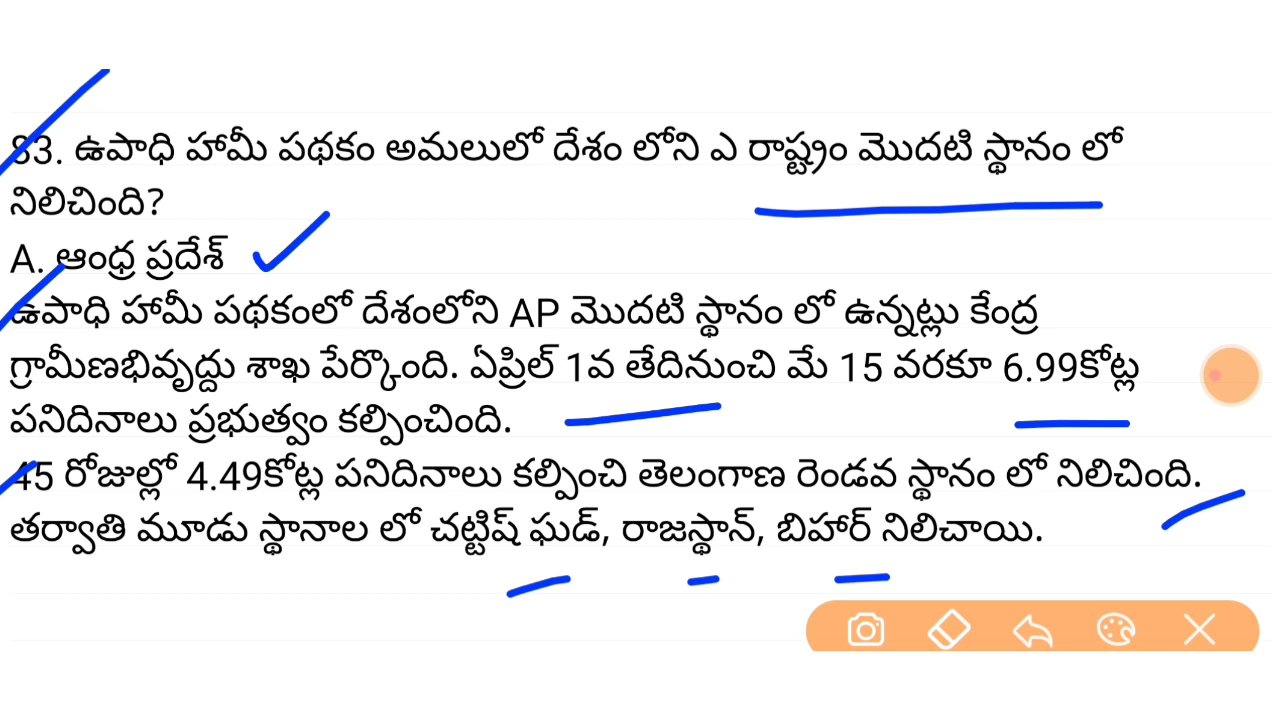 83. ఉపాధి హామీ పథకం అమలులో దేశం లోని ఎ రాష్ట్రం మొదటి స్థానం లో
నిలిచింది?
A. ఆంధ్ర ప్రదేశ్
ఉపాధి హామీ పథకంలో దేశంలోని AP మొదటి స్థానం లో ఉన్నట్లు కేంద్ర
గ్రామీణభివృద్దు శాఖ పేర్కొంది. ఏప్రిల్ 1వ తేదినుంచి మే 15 వరకూ 6.99కోట్ల
పనిదినాలు ప్రభుత్వం కల్పించింది.
45 రోజుల్లో 4.49కోట్ల పనిదినాలు కల్పించి తెలంగాణ రెండవ స్థానం లో నిలిచింది.
తర్వాతి మూడు స్థానాల లో చట్టిష్ ఘడ్, రాజస్థాన్, బిహార్ నిలిచాయి.